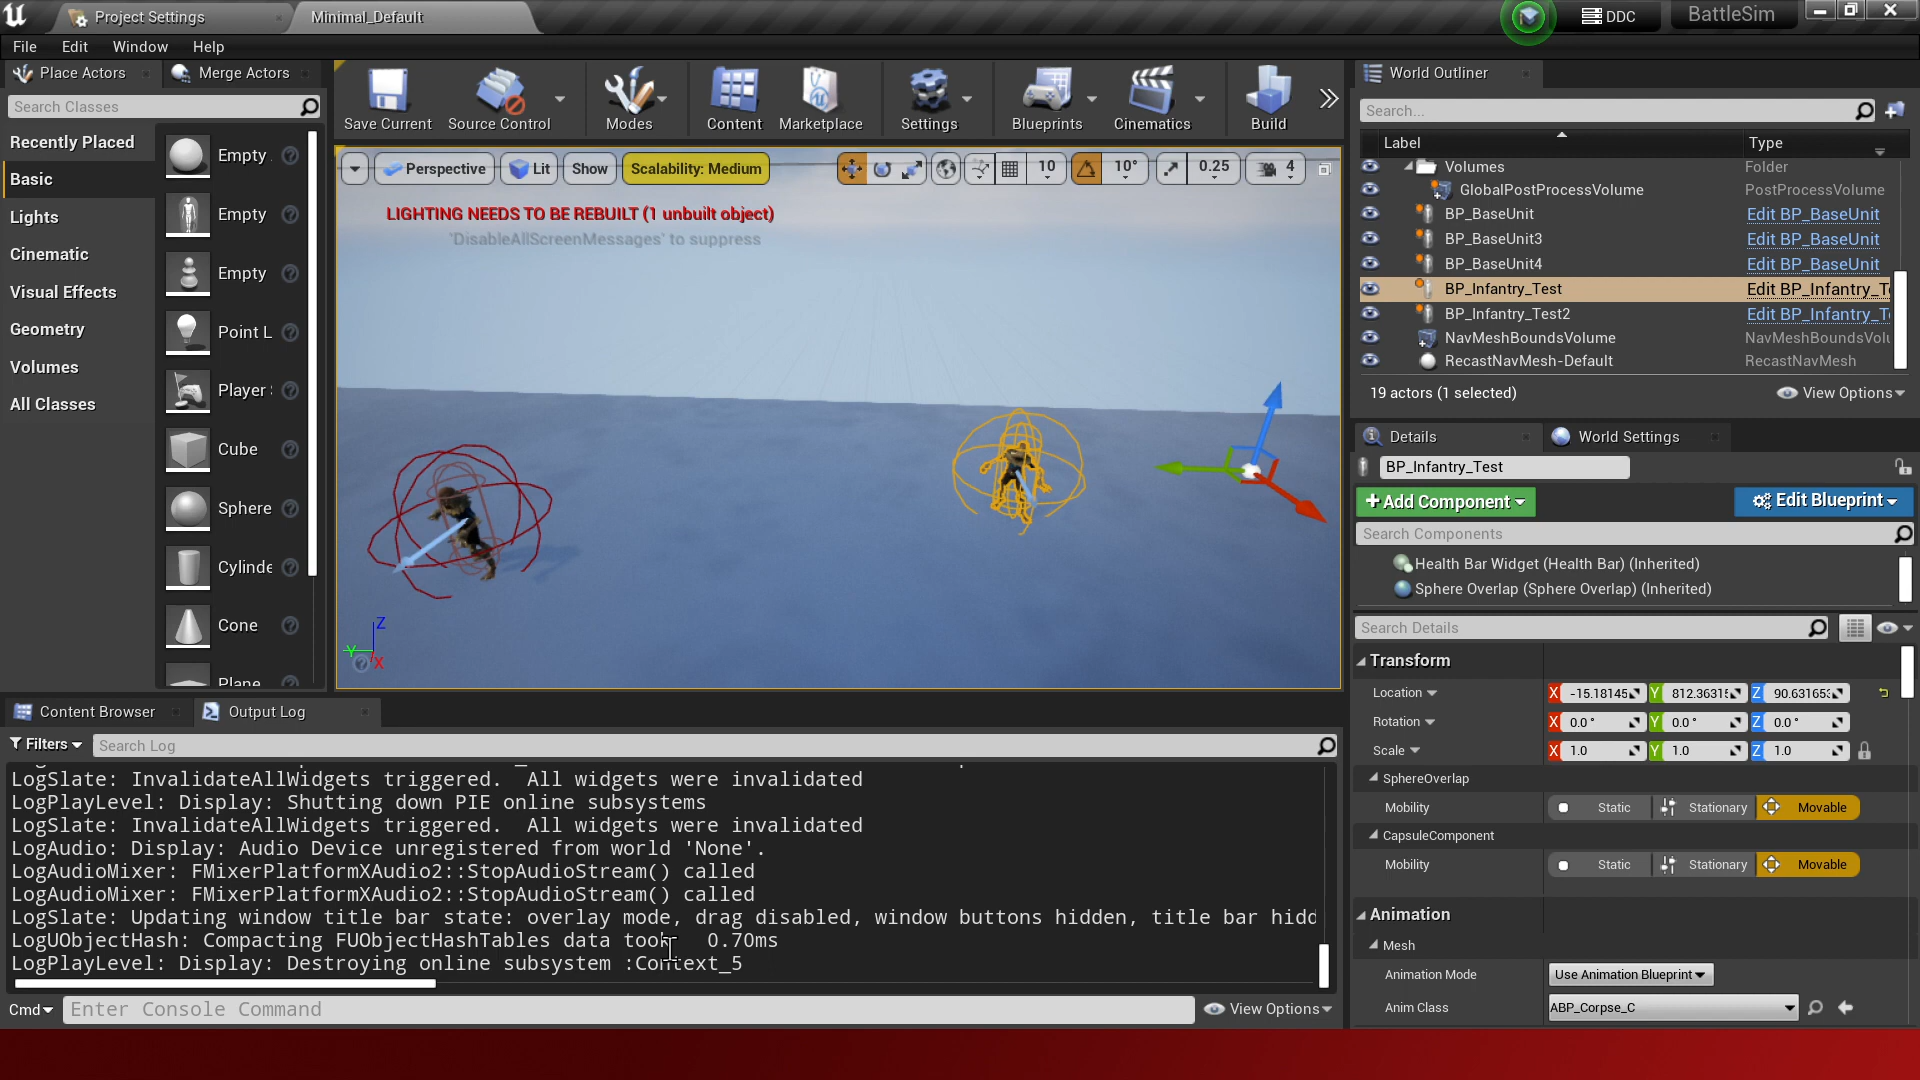 Project Settings
Minimal_Default
DDC
BattleSim
File Edit Window Help
Place Actors
Merge Actors
Search Classes
Recently Placed
Basic
Lights
Cinematic
Visual Effects
Geometry
Volumes
All Classes
Empty
Empty
Empty
Point L
Player
Cube
Sphere
Cylinde
Cone
Plane
Save Current
Source Control
Modes
Content
Marketplace
Settings
Blueprints
Cinematics
Build
Perspective
Lit
Show
Scalability: Medium
10
10°
0.25
4
LIGHTING NEEDS TO BE REBUILT (1 unbuilt object)
'DisableAllScreenMessages' to suppress
Z
Y
X
Content Browser
Output Log
Filters
Search Log
LogSlate: InvalidateAllWidgets triggered.  All widgets were invalidated
LogPlayLevel: Display: Shutting down PIE online subsystems
LogSlate: InvalidateAllWidgets triggered.  All widgets were invalidated
LogAudio: Display: Audio Device unregistered from world 'None'.
LogAudioMixer: FMixerPlatformXAudio2::StopAudioStream() called
LogAudioMixer: FMixerPlatformXAudio2::StopAudioStream() called
LogSlate: Updating window title bar state: overlay mode, drag disabled, window buttons hidden, title bar hidd
LogUObjectHash: Compacting FUObjectHashTables data took   0.70ms
LogPlayLevel: Display: Destroying online subsystem :Context_5
Cmd
Enter Console Command
View Options
World Outliner
Search...
Label Type
Volumes Folder
GlobalPostProcessVolume PostProcessVolume
BP_BaseUnit Edit BP_BaseUnit
BP_BaseUnit3 Edit BP_BaseUnit
BP_BaseUnit4 Edit BP_BaseUnit
BP_Infantry_Test Edit BP_Infantry_T
BP_Infantry_Test2 Edit BP_Infantry_T
NavMeshBoundsVolume NavMeshBoundsVolu
RecastNavMesh-Default RecastNavMesh
19 actors (1 selected)
View Options
Details
World Settings
BP_Infantry_Test
+Add Component
Edit Blueprint
Search Components
Health Bar Widget (Health Bar) (Inherited)
Sphere Overlap (Sphere Overlap) (Inherited)
Search Details
Transform
Location X -15.18145 Y 812.3631 Z 90.63165
Rotation X 0.0° Y 0.0° Z 0.0°
Scale X 1.0 Y 1.0 Z 1.0
SphereOverlap
Mobility Static Stationary Movable
CapsuleComponent
Mobility Static Stationary Movable
Animation
Mesh
Animation Mode Use Animation Blueprint
Anim Class ABP_Corpse_C